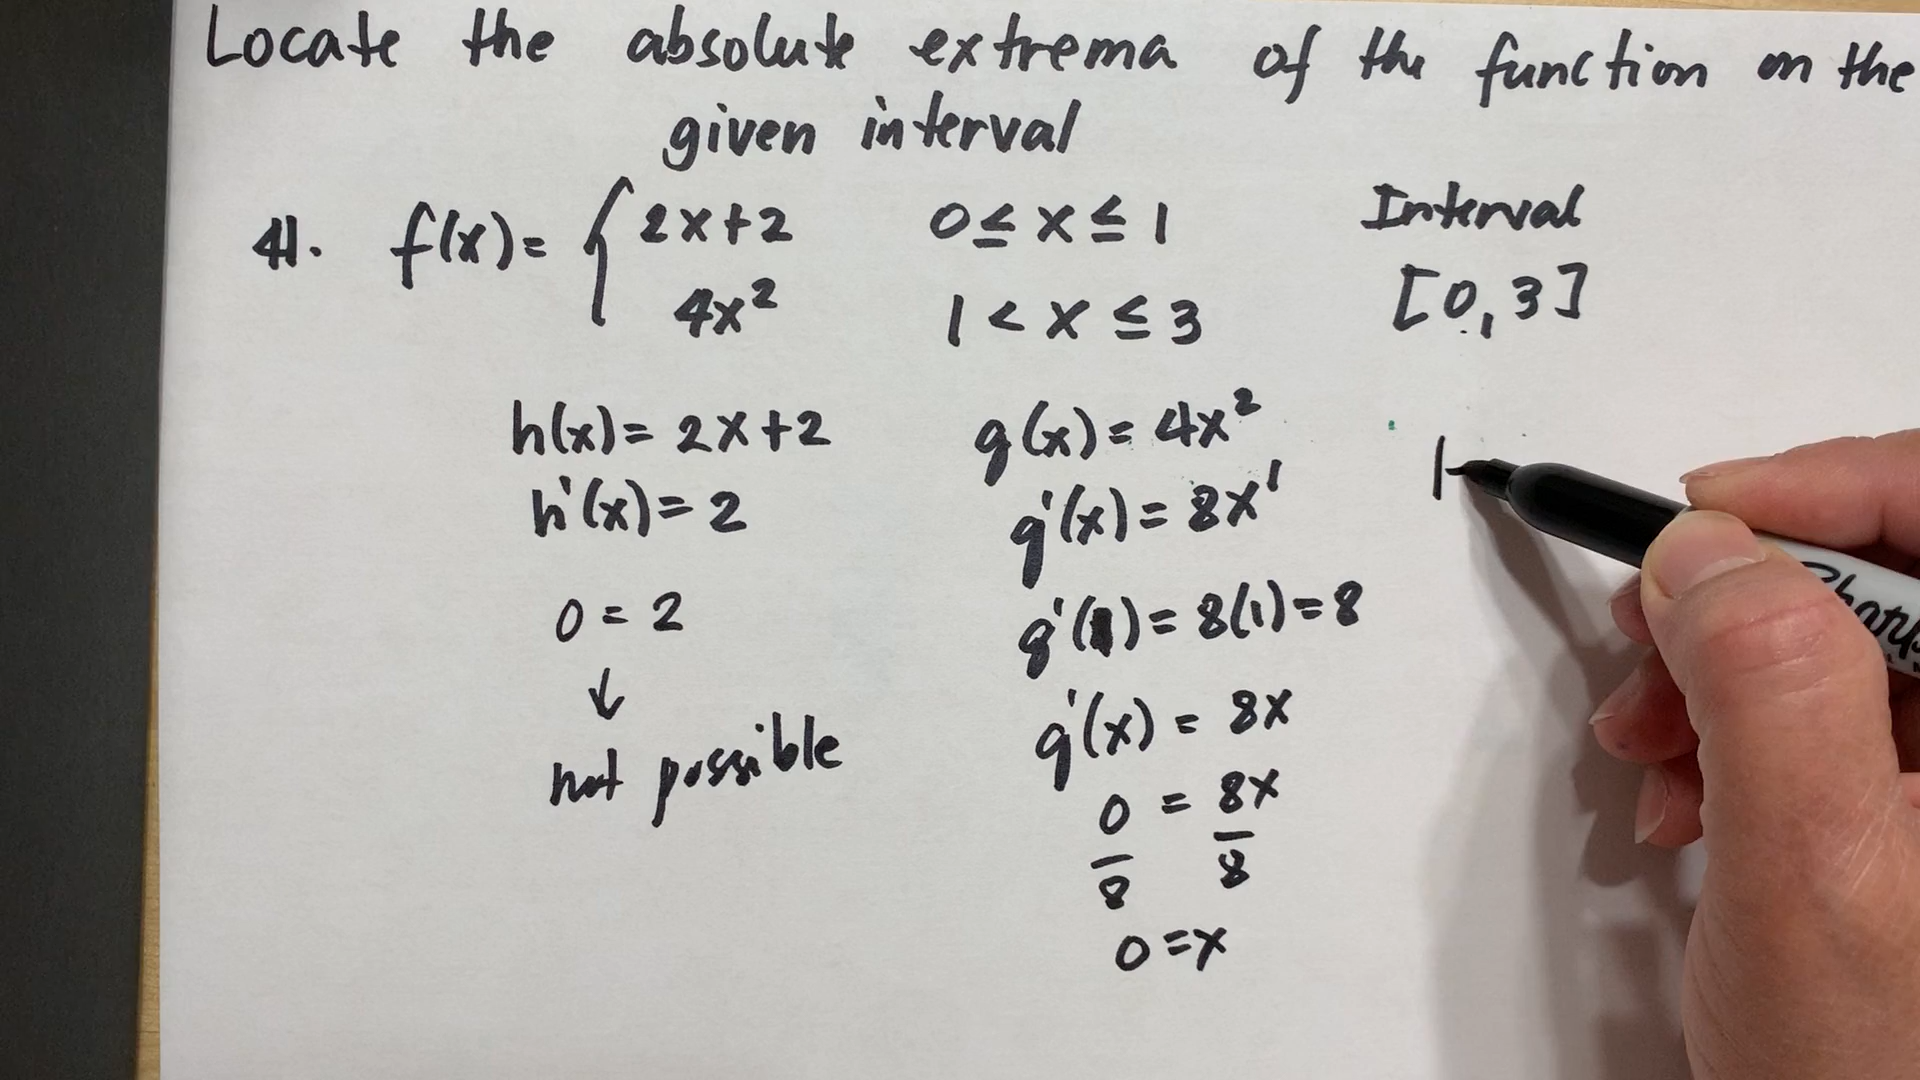 Locate the absolute extrema of the function on the
given interval
41. f(x) = { 2x+2 0 ≤ x ≤ 1
4x² 1 < x ≤ 3
Interval
[0,3]
h(x) = 2x+2
h'(x) = 2
0 = 2
↓
not possible
g(x) = 4x²
g'(x) = 8x¹
g'(1) = 8(1) = 8
g'(x) = 8x
0/8 = 8x/8
0 = x
Sharp